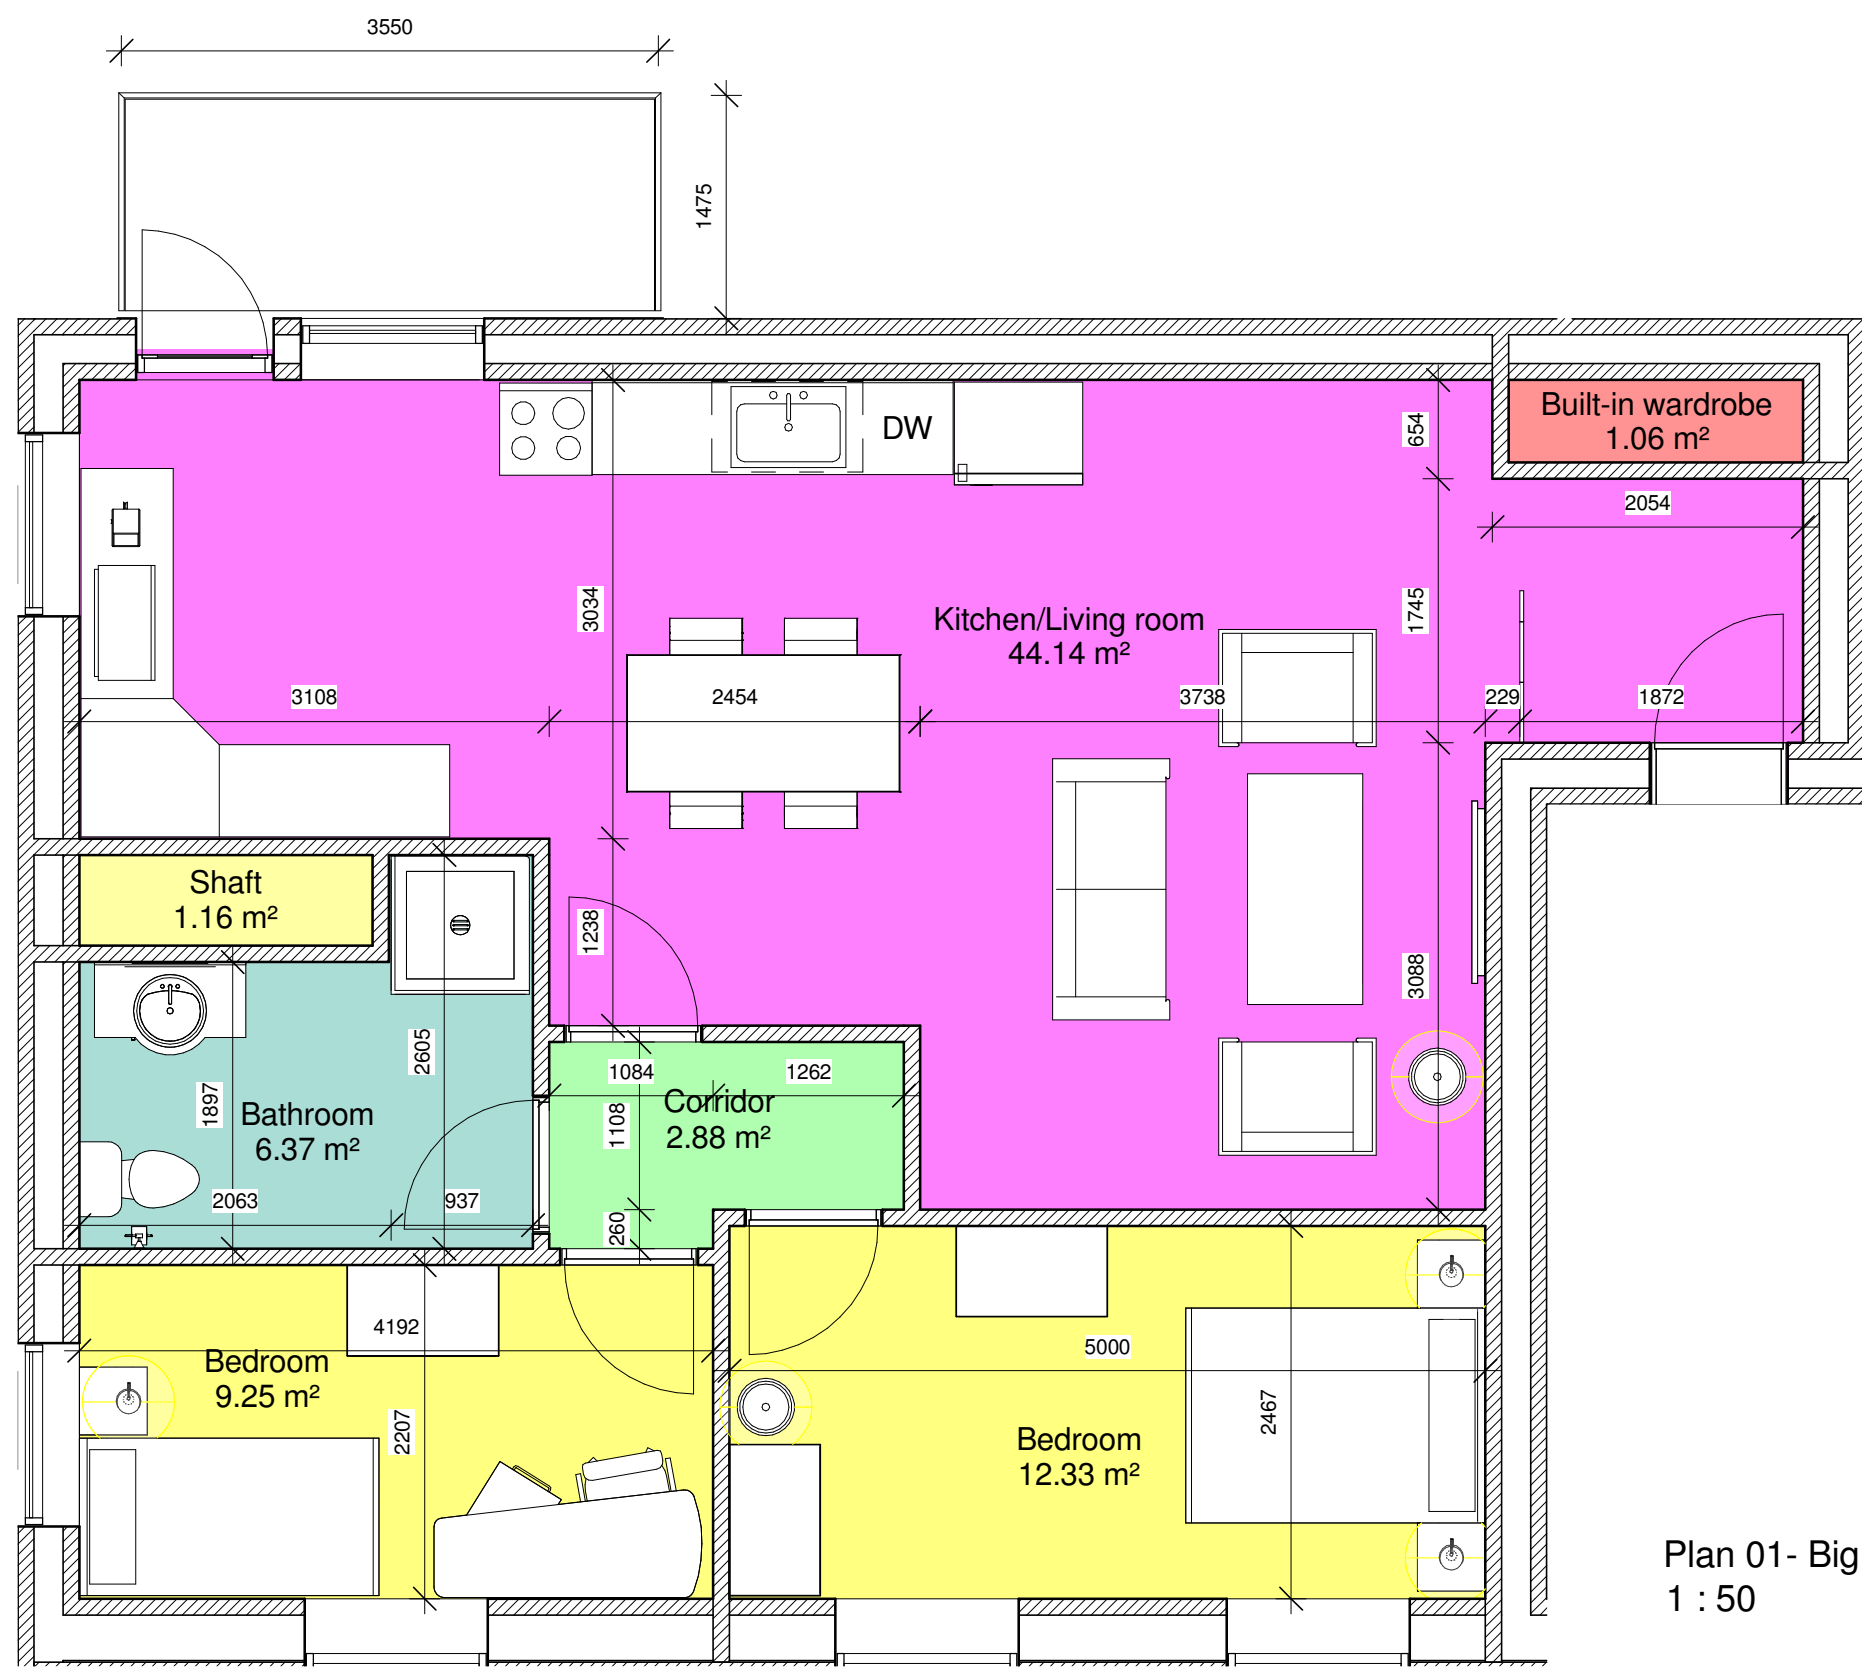 3550
1475
Built-in wardrobe
1.06 m²
654
DW
2054
3034
1745
Kitchen/Living room
44.14 m²
3108
2454
3738
229
1872
Shaft
1.16 m²
1238
3088
2605
1084
1262
1897
Bathroom
6.37 m²
Corridor
2.88 m²
1108
2063
937
260
4192
5000
Bedroom
9.25 m²
2207
2467
Bedroom
12.33 m²
Plan 01- Big
1 : 50